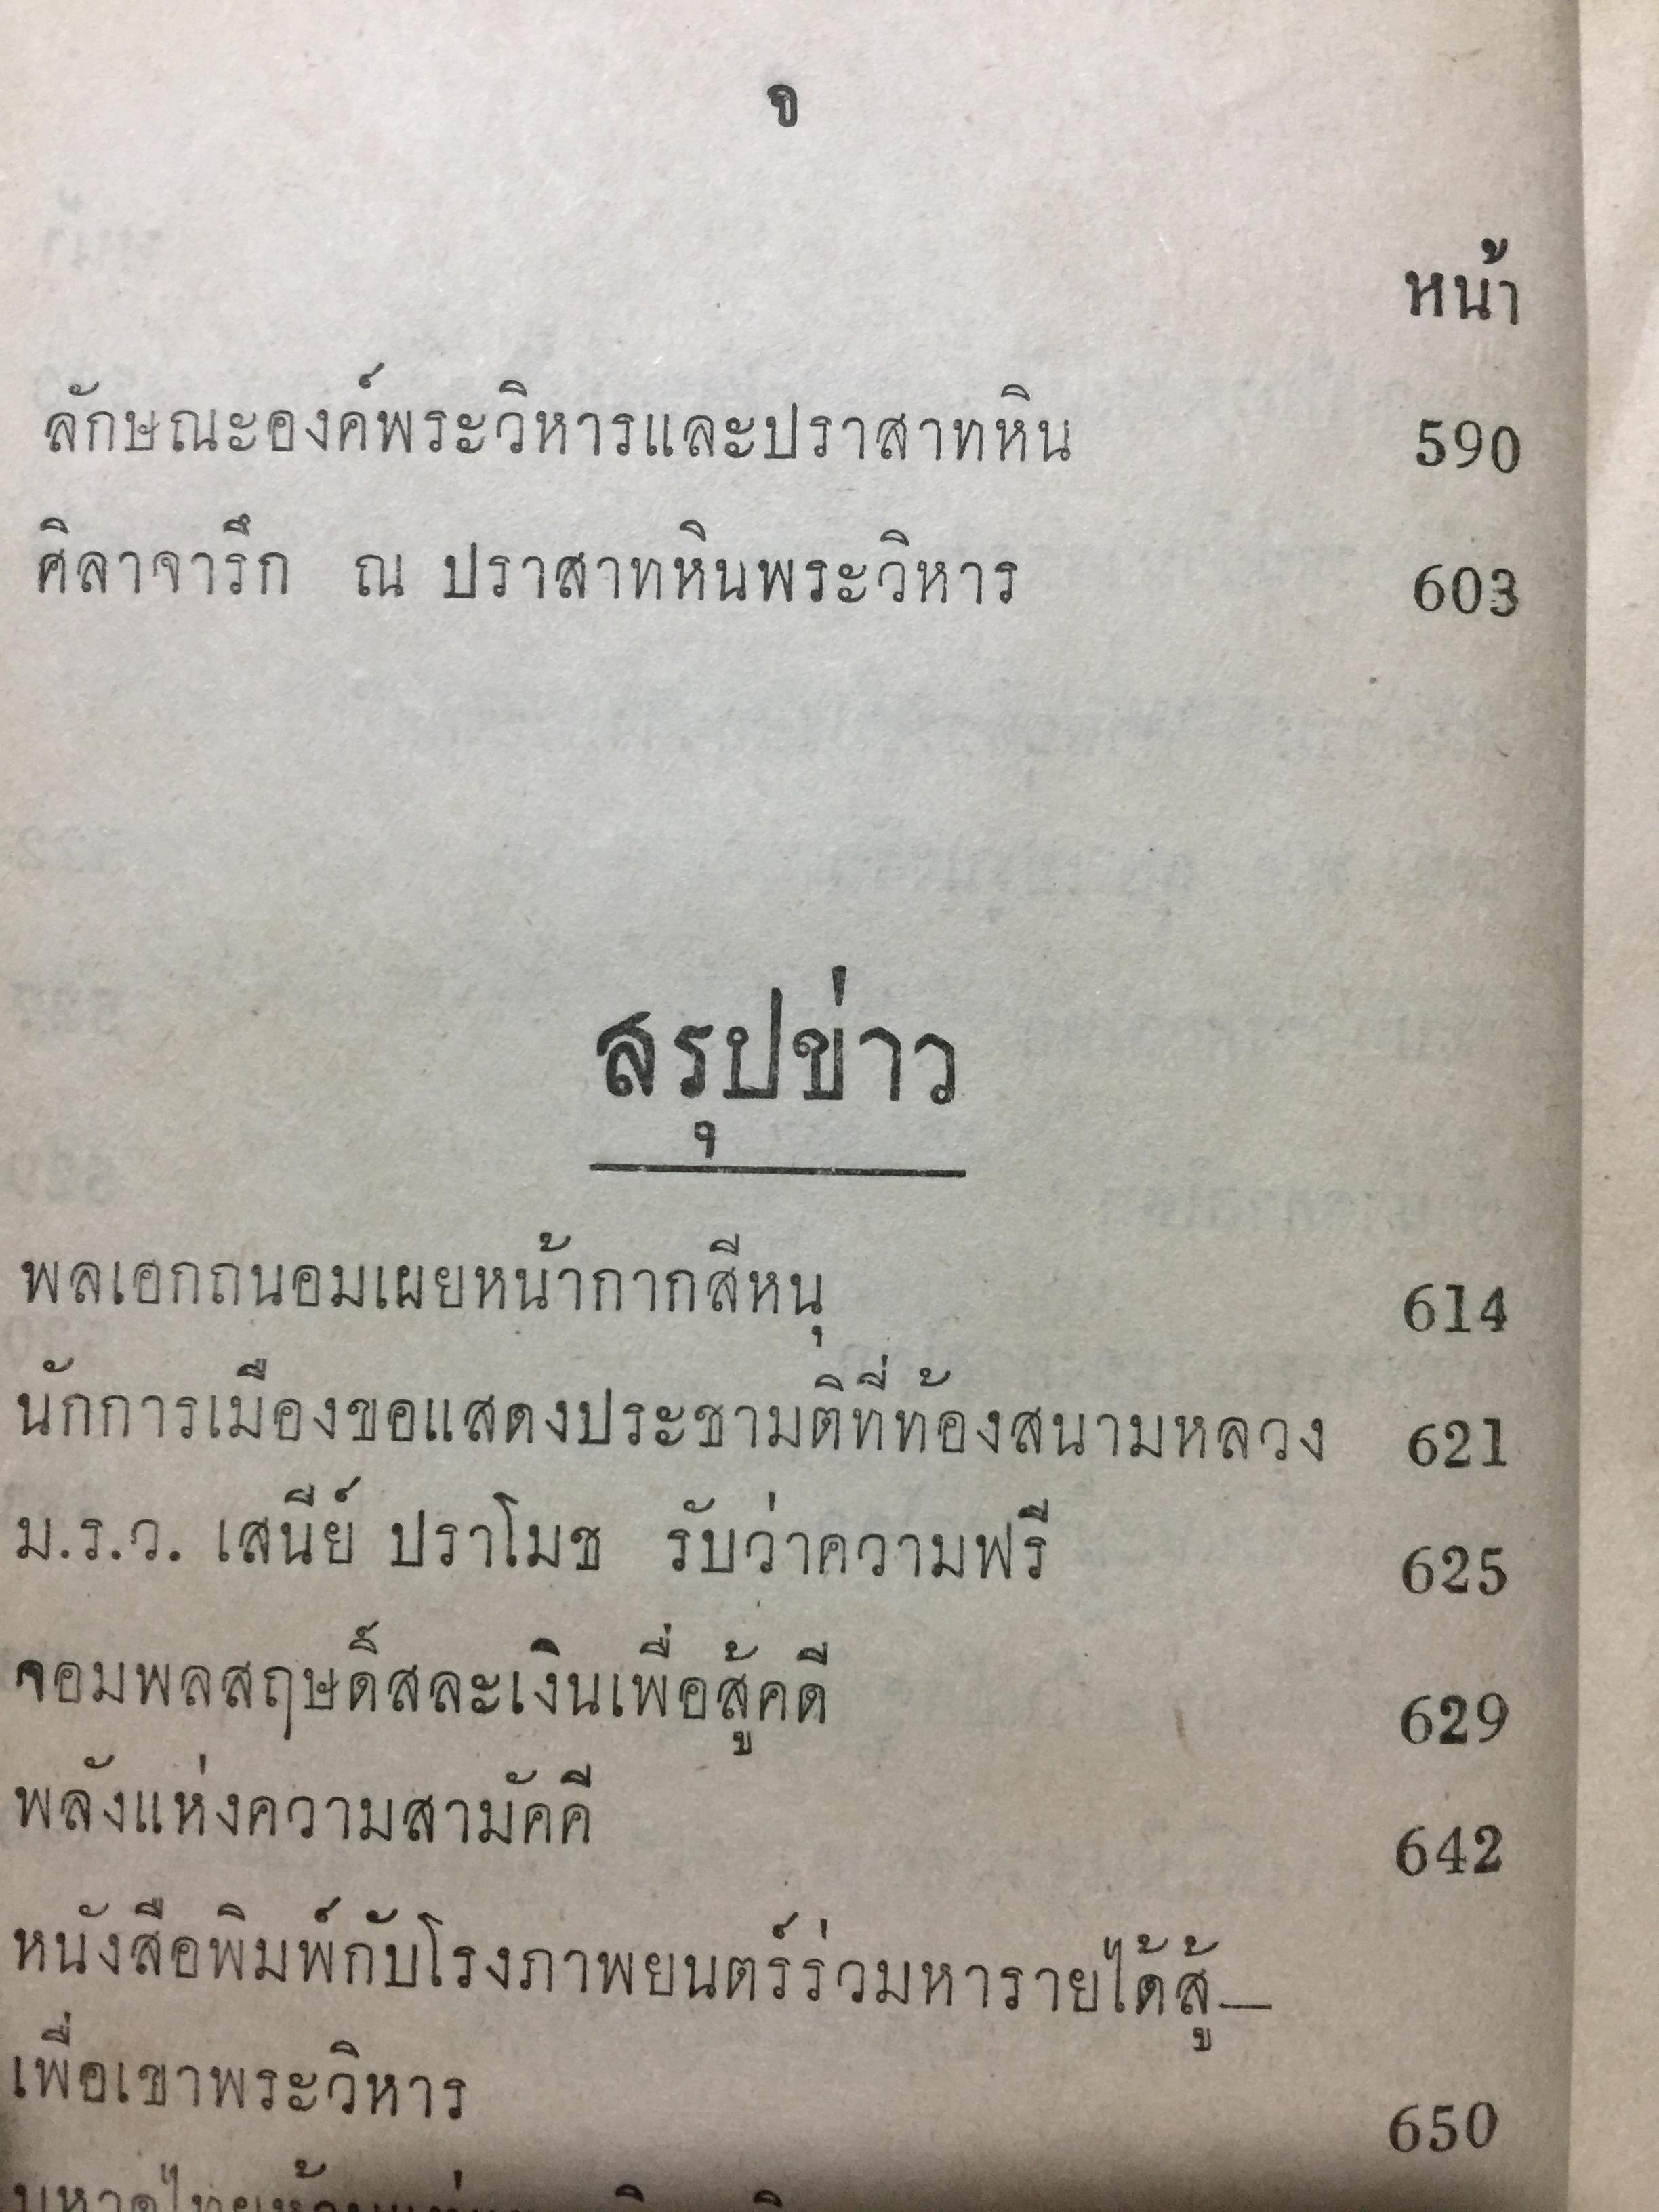 จ
หน้า
ลักษณะองค์พระวิหารและปราสาทหิน 590
ศิลาจารึก ณ ปราสาทหินพระวิหาร 603
สรุปข่าว
พลเอกถนอมเผยหน้ากากสีหนุ 614
นักการเมืองขอแสดงประชามติที่ท้องสนามหลวง 621
ม.ร.ว. เสนีย์ ปราโมช รับว่าความฟรี 625
จอมพลสฤษดิ์สละเงินเพื่อสู้คดี 629
พลังแห่งความสามัคคี 642
หนังสือพิมพ์กับโรงภาพยนตร์ร่วมหารายได้สู้—
เพื่อเขาพระวิหาร 650